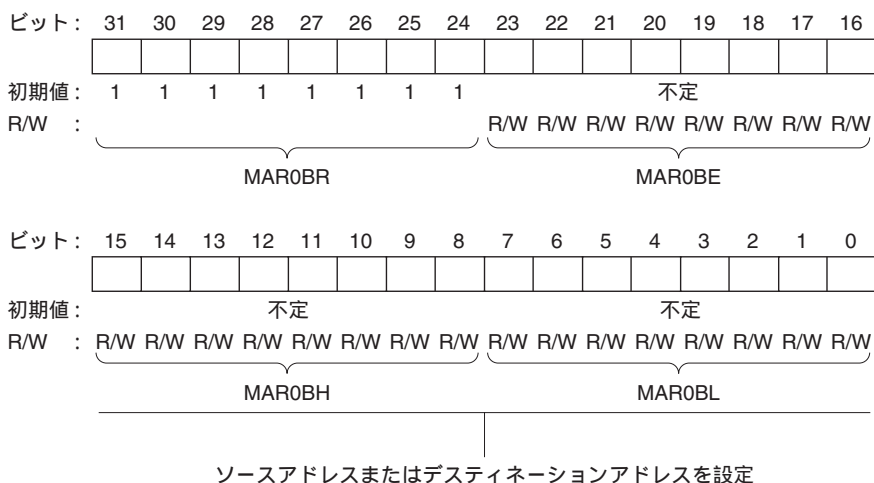 ビット : 31 30 29 28 27 26 25 24 23 22 21 20 19 18 17 16
初期値 : 1 1 1 1 1 1 1 1 不定
R/W : R/W R/W R/W R/W R/W R/W R/W R/W
MAR0BR MAR0BE
ビット : 15 14 13 12 11 10 9 8 7 6 5 4 3 2 1 0
初期値 : 不定 不定
R/W : R/W R/W R/W R/W R/W R/W R/W R/W R/W R/W R/W R/W R/W R/W R/W R/W
MAR0BH MAR0BL
ソースアドレスまたはデスティネーションアドレスを設定